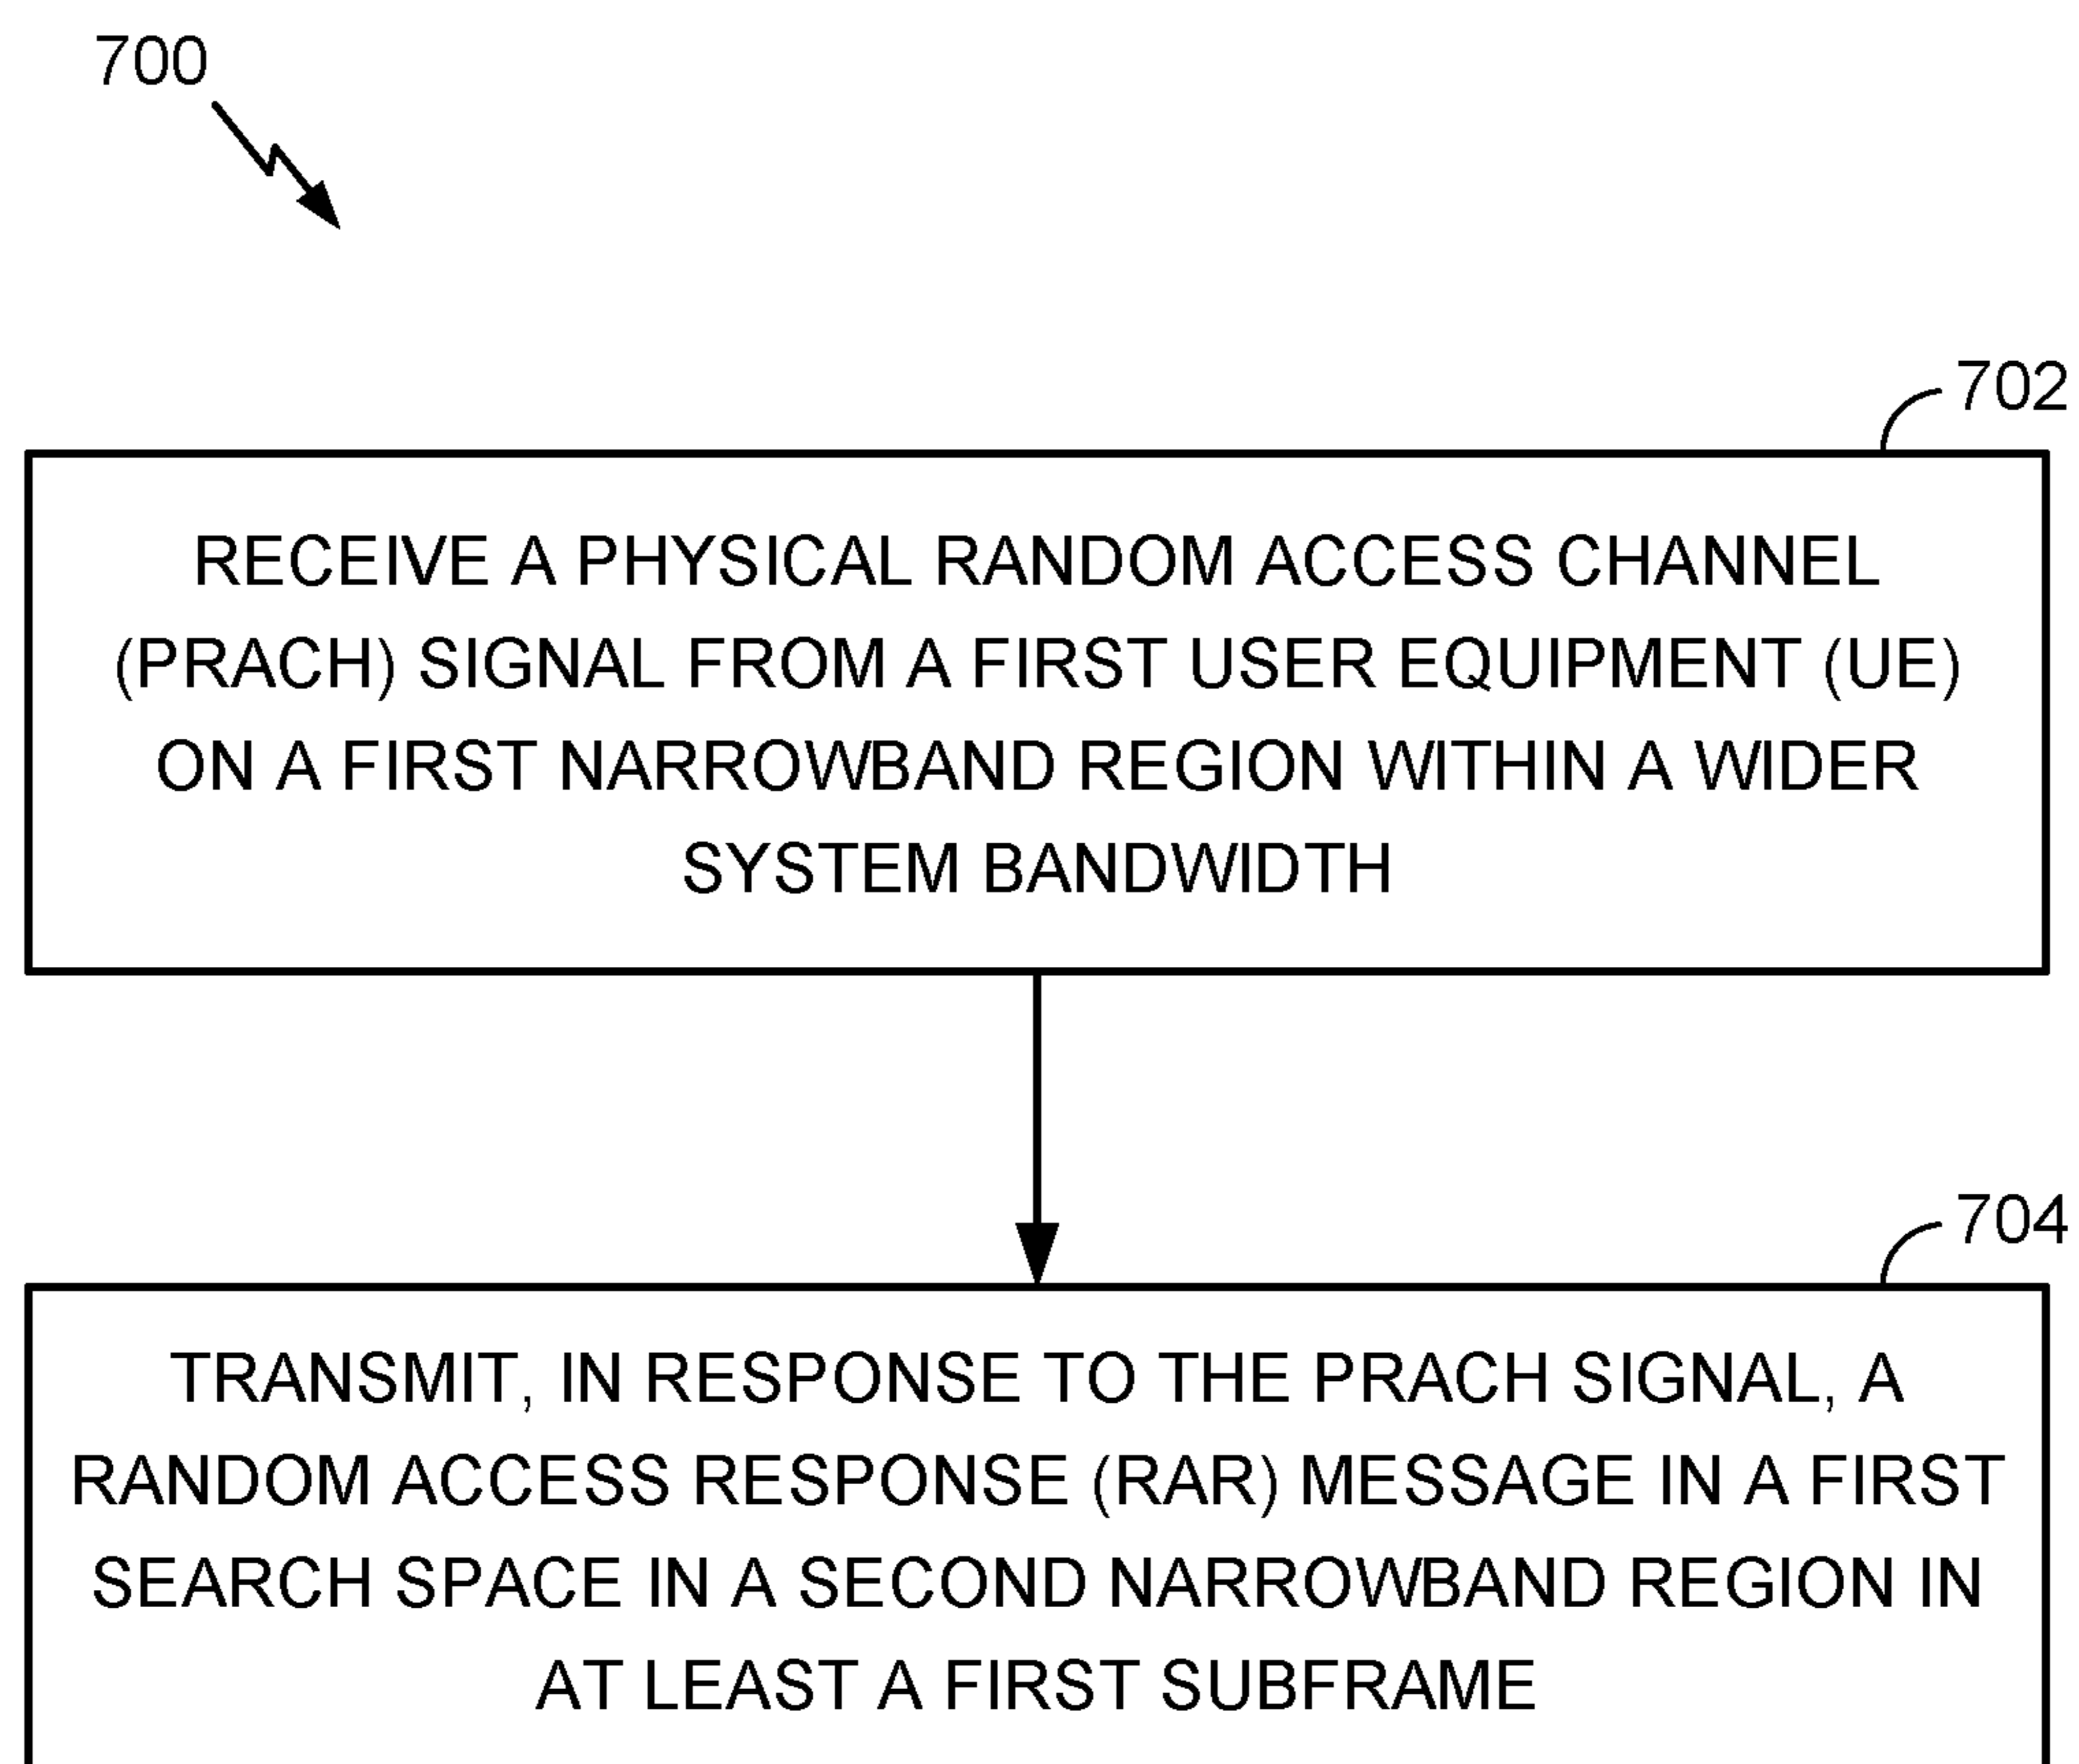 700
702
RECEIVE A PHYSICAL RANDOM ACCESS CHANNEL
(PRACH) SIGNAL FROM A FIRST USER EQUIPMENT (UE)
ON A FIRST NARROWBAND REGION WITHIN A WIDER
SYSTEM BANDWIDTH
704
TRANSMIT, IN RESPONSE TO THE PRACH SIGNAL, A
RANDOM ACCESS RESPONSE (RAR) MESSAGE IN A FIRST
SEARCH SPACE IN A SECOND NARROWBAND REGION IN
AT LEAST A FIRST SUBFRAME